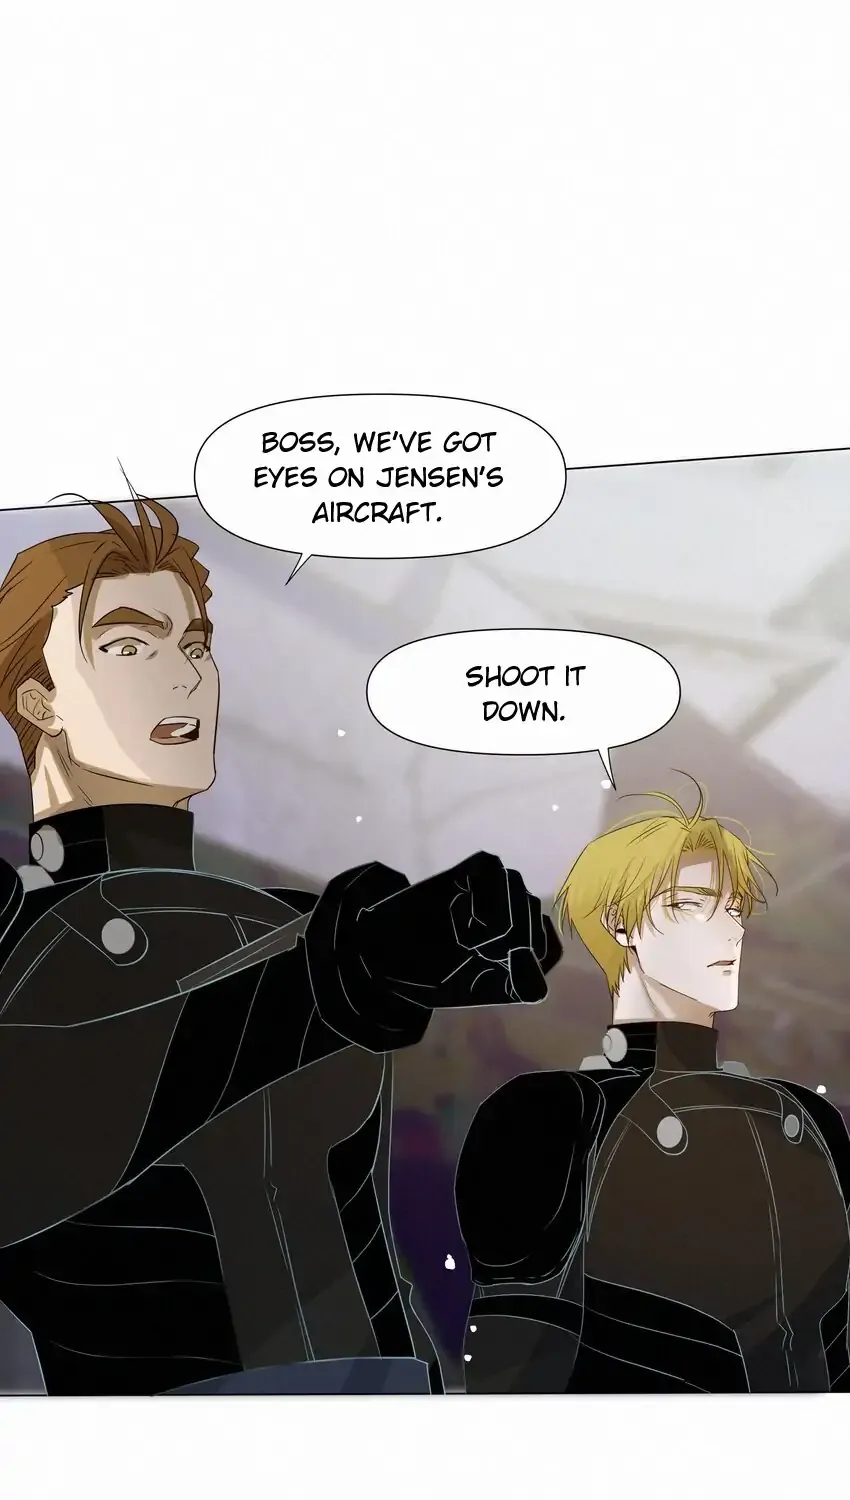 BOSS, WE'VE GOT
EYES ON JENSEN'S
AIRCRAFT.
SHOOT IT
DOWN.